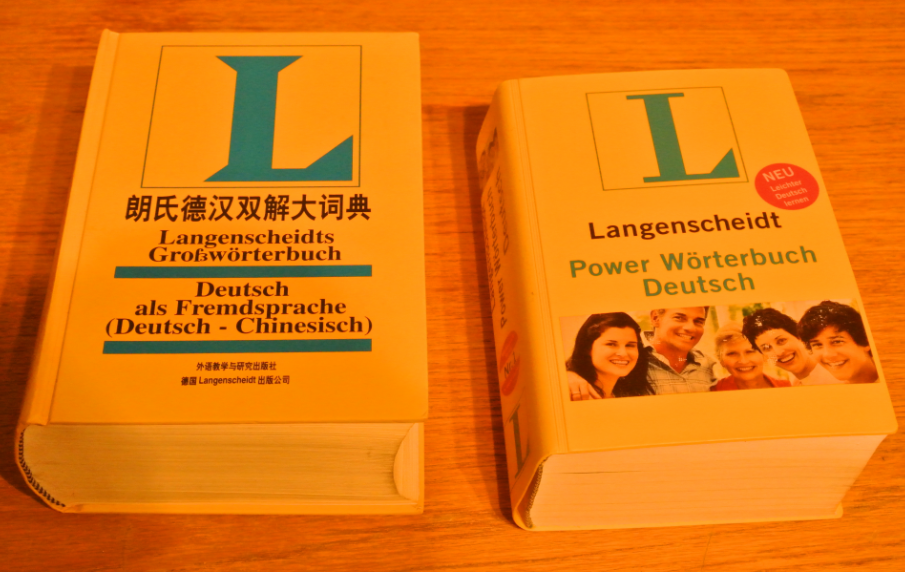 L
朗氏德汉双解大词典
Langenscheidts
Großwörterbuch
Deutsch
als Fremdsprache
(Deutsch - Chinesisch)
外语教学与研究出版社
德国 Langenscheidt 出版公司
L
NEU
Leichter
Deutsch
lernen
Langenscheidt
Power Wörterbuch
Deutsch
L